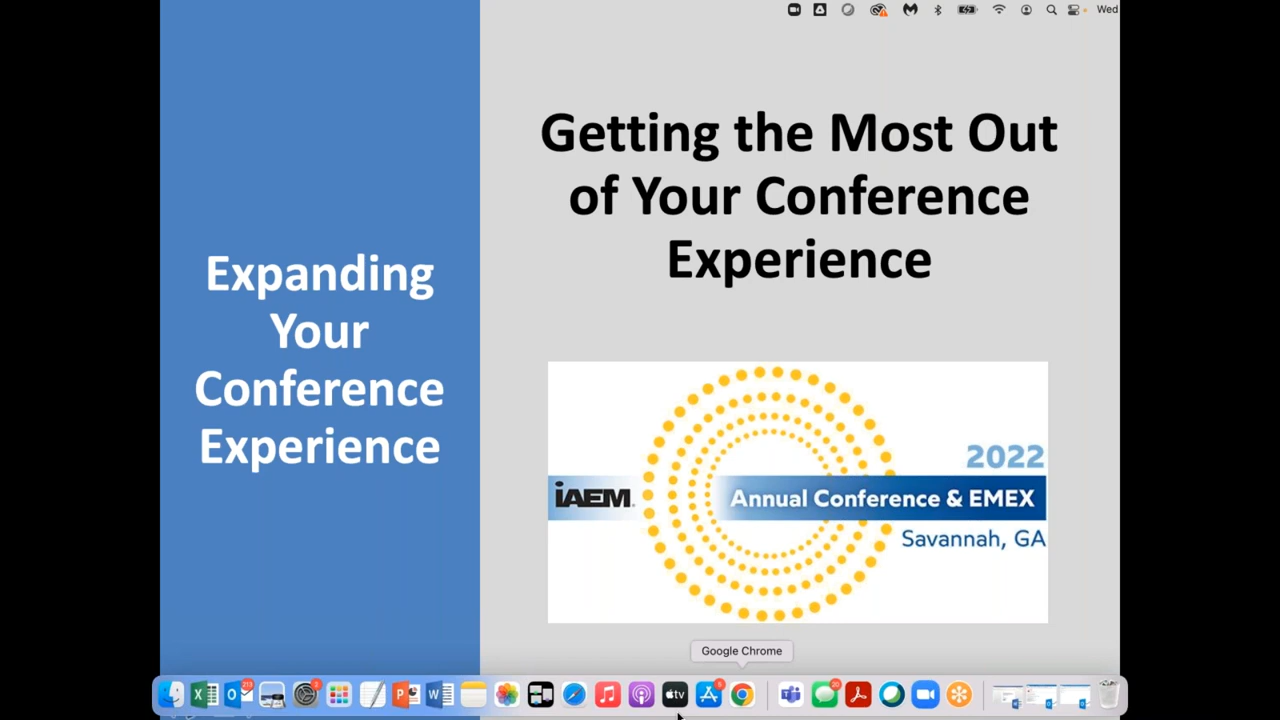 Wed
Getting the Most Out
of Your Conference
Experience
Expanding
Your
Conference
Experience
2022
iAEM
Annual Conference & EMEX
Savannah, GA
Google Chrome
tv